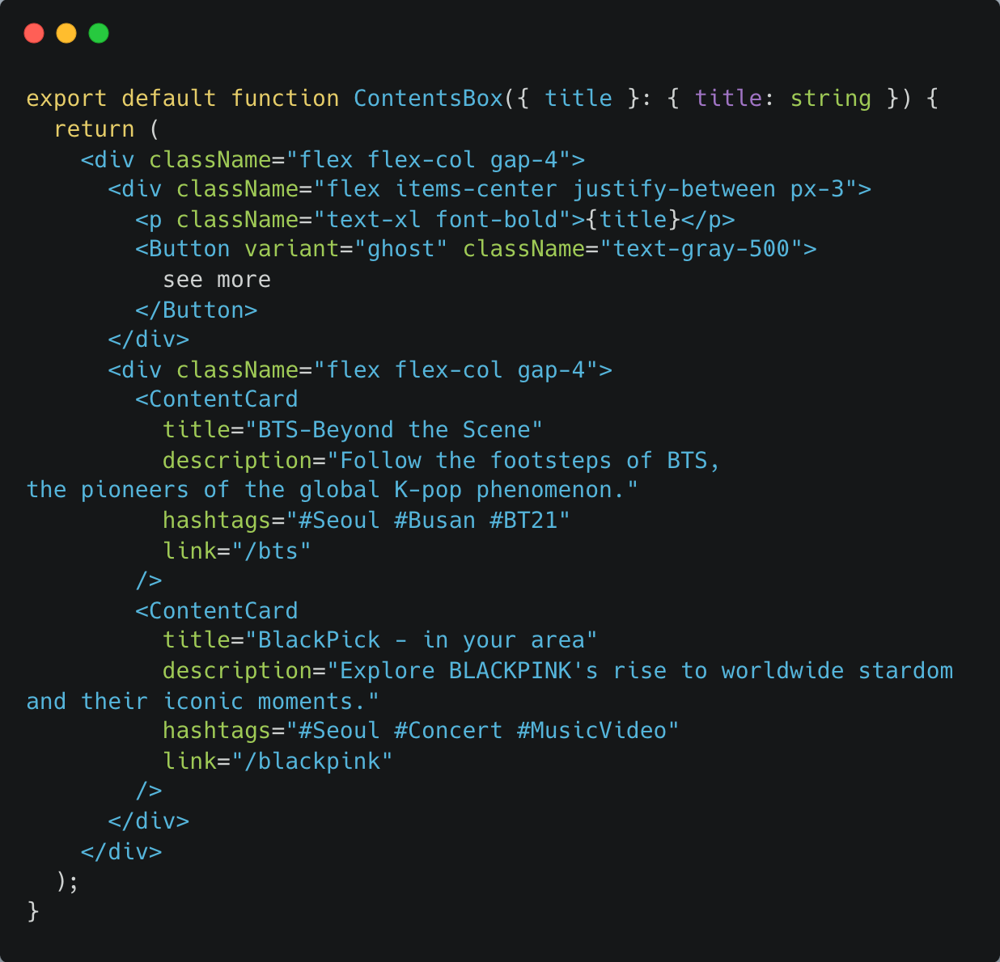 export default function ContentsBox({ title }: { title: string }) {
  return (
    <div className="flex flex-col gap-4">
      <div className="flex items-center justify-between px-3">
        <p className="text-xl font-bold">{title}</p>
        <Button variant="ghost" className="text-gray-500">
          see more
        </Button>
      </div>
      <div className="flex flex-col gap-4">
        <ContentCard
          title="BTS-Beyond the Scene"
          description="Follow the footsteps of BTS,
the pioneers of the global K-pop phenomenon."
          hashtags="#Seoul #Busan #BT21"
          link="/bts"
        />
        <ContentCard
          title="BlackPick - in your area"
          description="Explore BLACKPINK's rise to worldwide stardom
and their iconic moments."
          hashtags="#Seoul #Concert #MusicVideo"
          link="/blackpink"
        />
      </div>
    </div>
  );
}